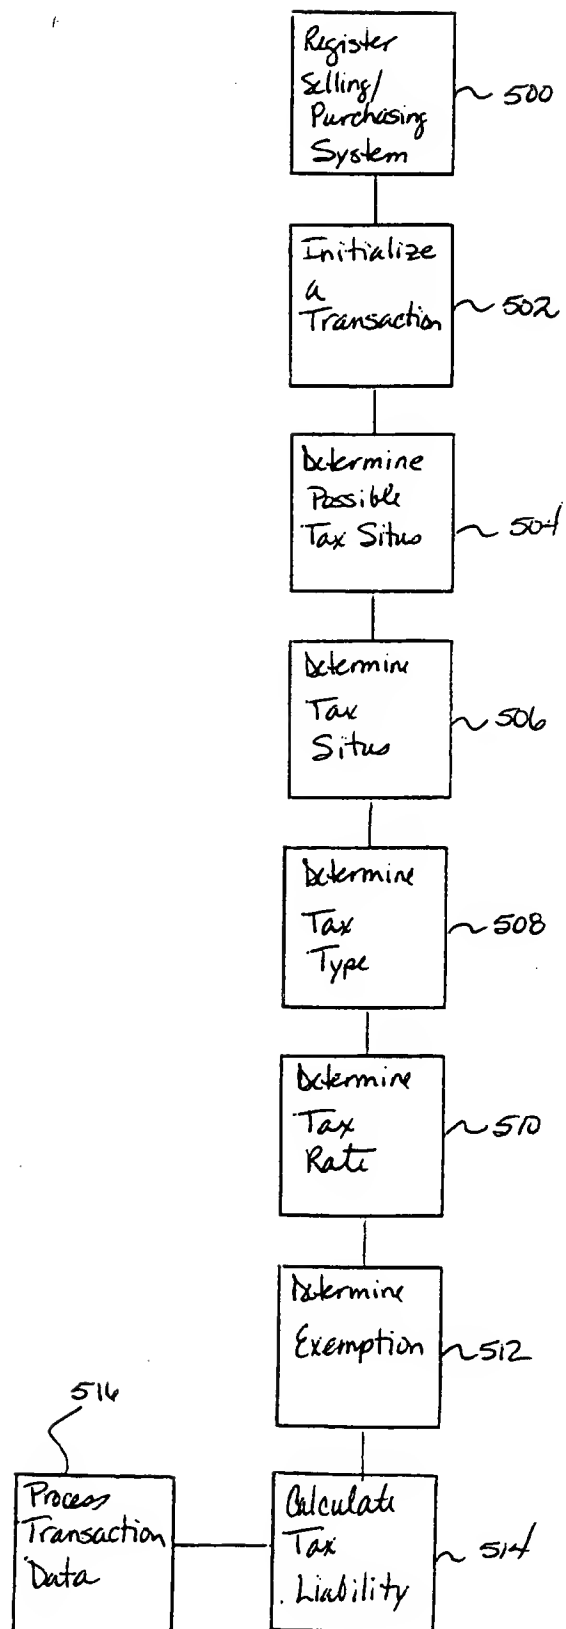 Register
Selling/
Purchasing
System
500
Initialize
a
Transaction
502
Determine
Possible
Tax Situs
504
Determine
Tax
Situs
506
Determine
Tax
Type
508
Determine
Tax
Rate
510
Determine
Exemption
512
516
Process
Transaction
Data
Calculate
Tax
Liability
514